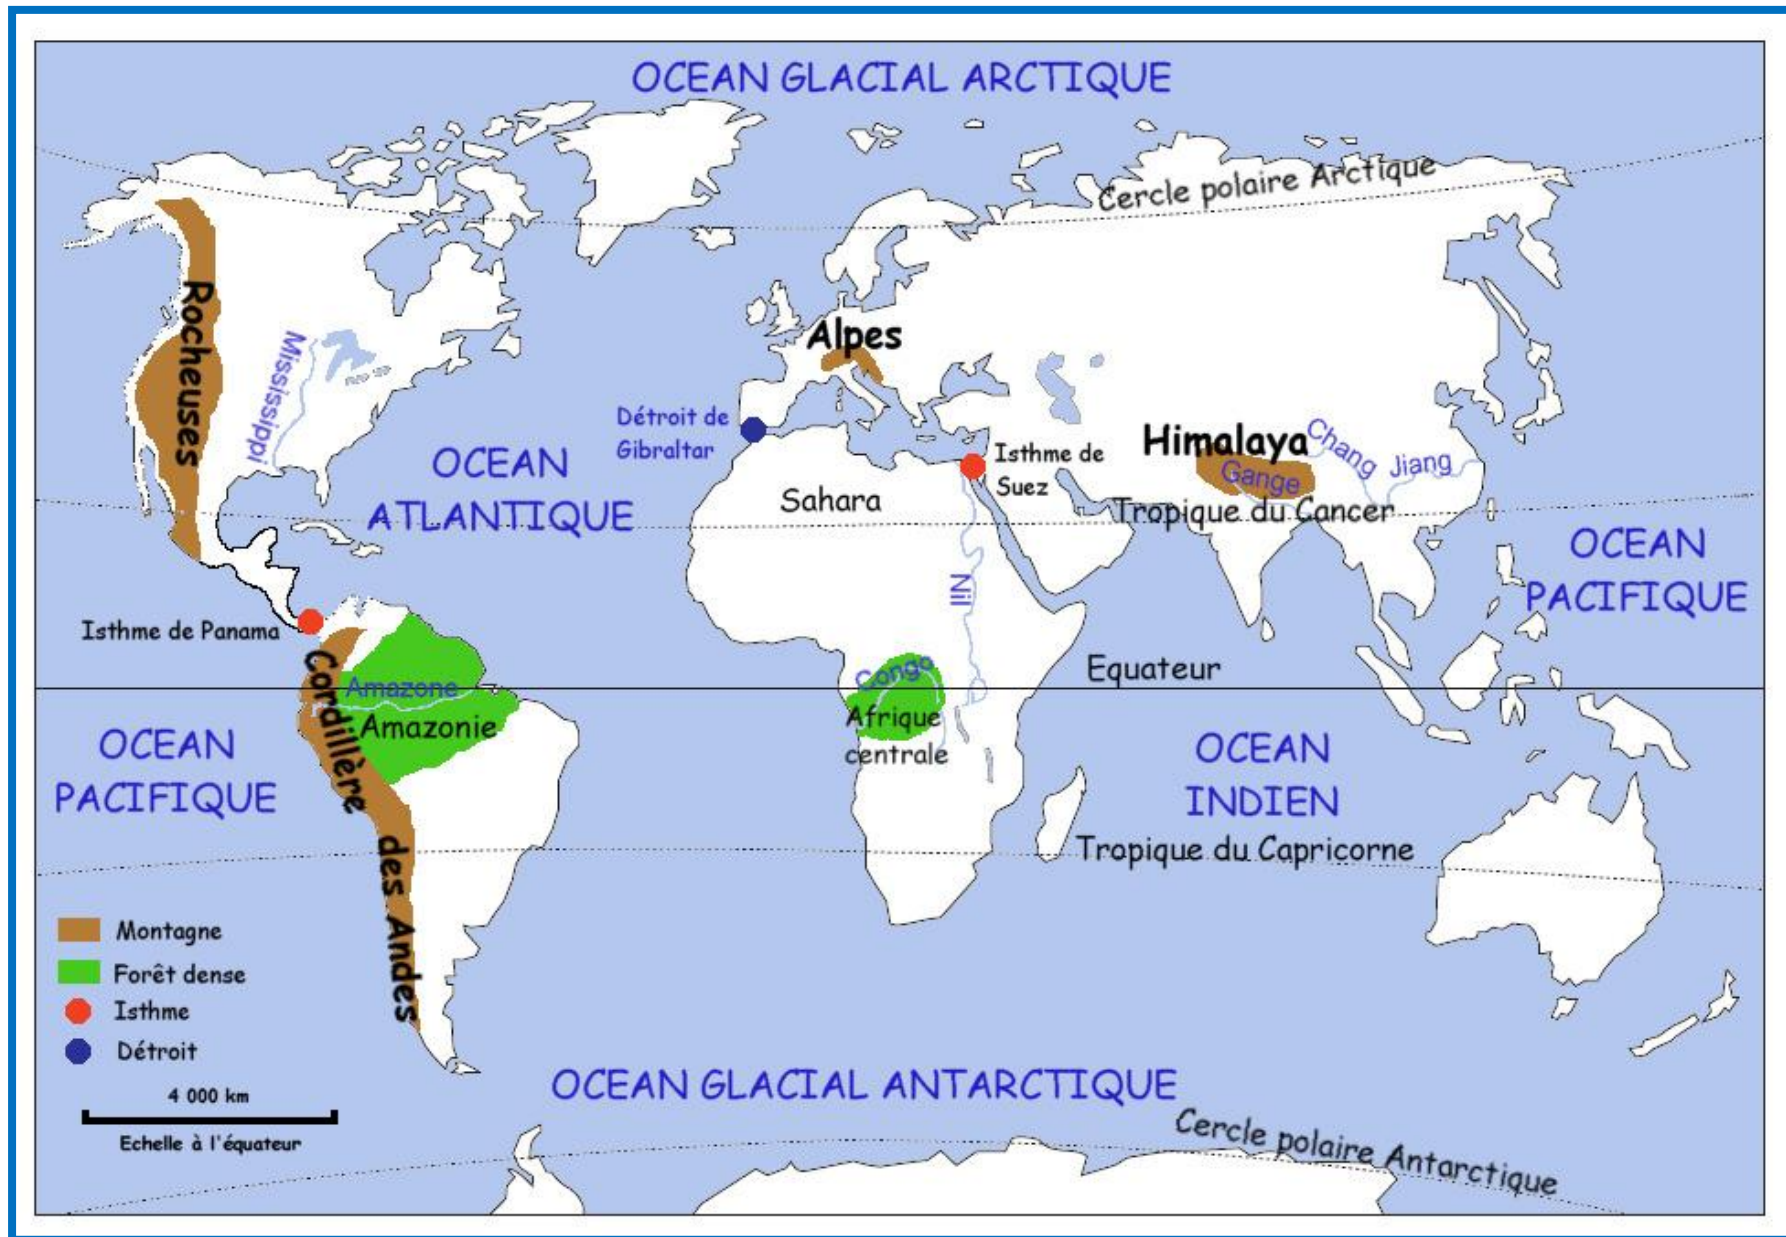 OCEAN GLACIAL ARCTIQUE
Cercle polaire Arctique
Rocheuses
Mississippi
Alpes
Détroit de
Gibraltar
OCEAN
ATLANTIQUE
Isthme de
Suez
Sahara
Himalaya
Gange
Chang Jiang
Tropique du Cancer
OCEAN
PACIFIQUE
Nil
Isthme de Panama
Congo
Equateur
Amazone
Amazonie
Afrique
centrale
Cordillère des Andes
OCEAN
PACIFIQUE
OCEAN
INDIEN
Tropique du Capricorne
Montagne
Forêt dense
Isthme
Détroit
4 000 km
Echelle à l'équateur
OCEAN GLACIAL ANTARCTIQUE
Cercle polaire Antarctique